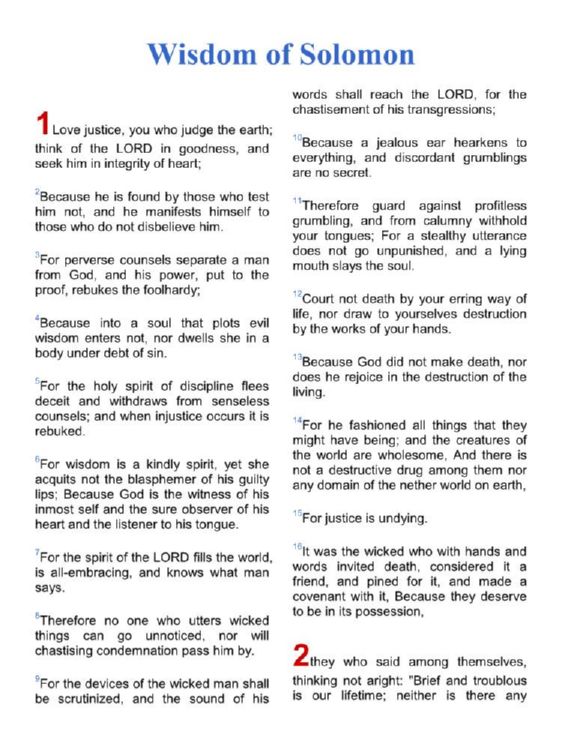 Wisdom of Solomon
1Love justice, you who judge the earth;
think of the LORD in goodness, and
seek him in integrity of heart;
2Because he is found by those who test
him not, and he manifests himself to
those who do not disbelieve him.
3For perverse counsels separate a man
from God, and his power, put to the
proof, rebukes the foolhardy;
4Because into a soul that plots evil
wisdom enters not, nor dwells she in a
body under debt of sin.
5For the holy spirit of discipline flees
deceit and withdraws from senseless
counsels; and when injustice occurs it is
rebuked.
6For wisdom is a kindly spirit, yet she
acquits not the blasphemer of his guilty
lips; Because God is the witness of his
inmost self and the sure observer of his
heart and the listener to his tongue.
7For the spirit of the LORD fills the world,
is all-embracing, and knows what man
says.
8Therefore no one who utters wicked
things can go unnoticed, nor will
chastising condemnation pass him by.
9For the devices of the wicked man shall
be scrutinized, and the sound of his
words shall reach the LORD, for the
chastisement of his transgressions;
10Because a jealous ear hearkens to
everything, and discordant grumblings
are no secret.
11Therefore guard against profitless
grumbling, and from calumny withhold
your tongues; For a stealthy utterance
does not go unpunished, and a lying
mouth slays the soul.
12Court not death by your erring way of
life, nor draw to yourselves destruction
by the works of your hands.
13Because God did not make death, nor
does he rejoice in the destruction of the
living.
14For he fashioned all things that they
might have being; and the creatures of
the world are wholesome, And there is
not a destructive drug among them nor
any domain of the nether world on earth,
15For justice is undying.
16It was the wicked who with hands and
words invited death, considered it a
friend, and pined for it, and made a
covenant with it, Because they deserve
to be in its possession,
2they who said among themselves,
thinking not aright: "Brief and troublous
is our lifetime; neither is there any